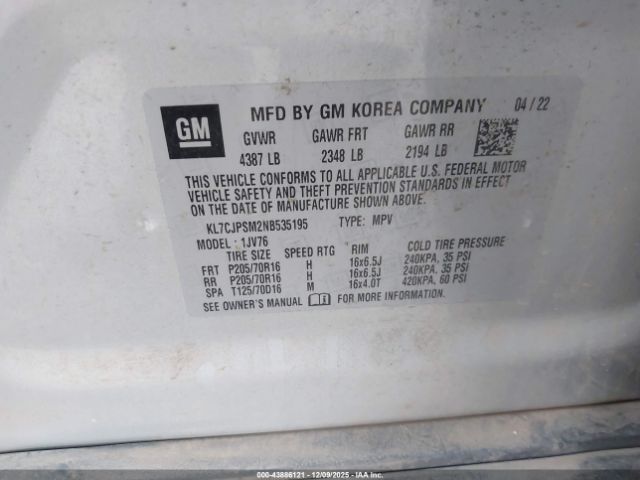 GM
MFD BY GM KOREA COMPANY 04 / 22
GVWR GAWR FRT GAWR RR
4387 LB 2348 LB 2194 LB
THIS VEHICLE CONFORMS TO ALL APPLICABLE U.S. FEDERAL MOTOR
VEHICLE SAFETY AND THEFT PREVENTION STANDARDS IN EFFECT
ON THE DATE OF MANUFACTURE SHOWN ABOVE.
KL7CJPSM2NB535195 TYPE: MPV
MODEL: 1JV76
TIRE SIZE SPEED RTG RIM
FRT P205/70R16 H 16x6.5J 240KPA, 35 PSI
RR P205/70R16 H 16x6.5J 240KPA, 35 PSI
SPA T125/70D16 M 16x4.0T 420KPA, 60 PSI
SEE OWNER'S MANUAL FOR MORE INFORMATION.
000-43886121 - 12/09/2025 - IAA Inc.